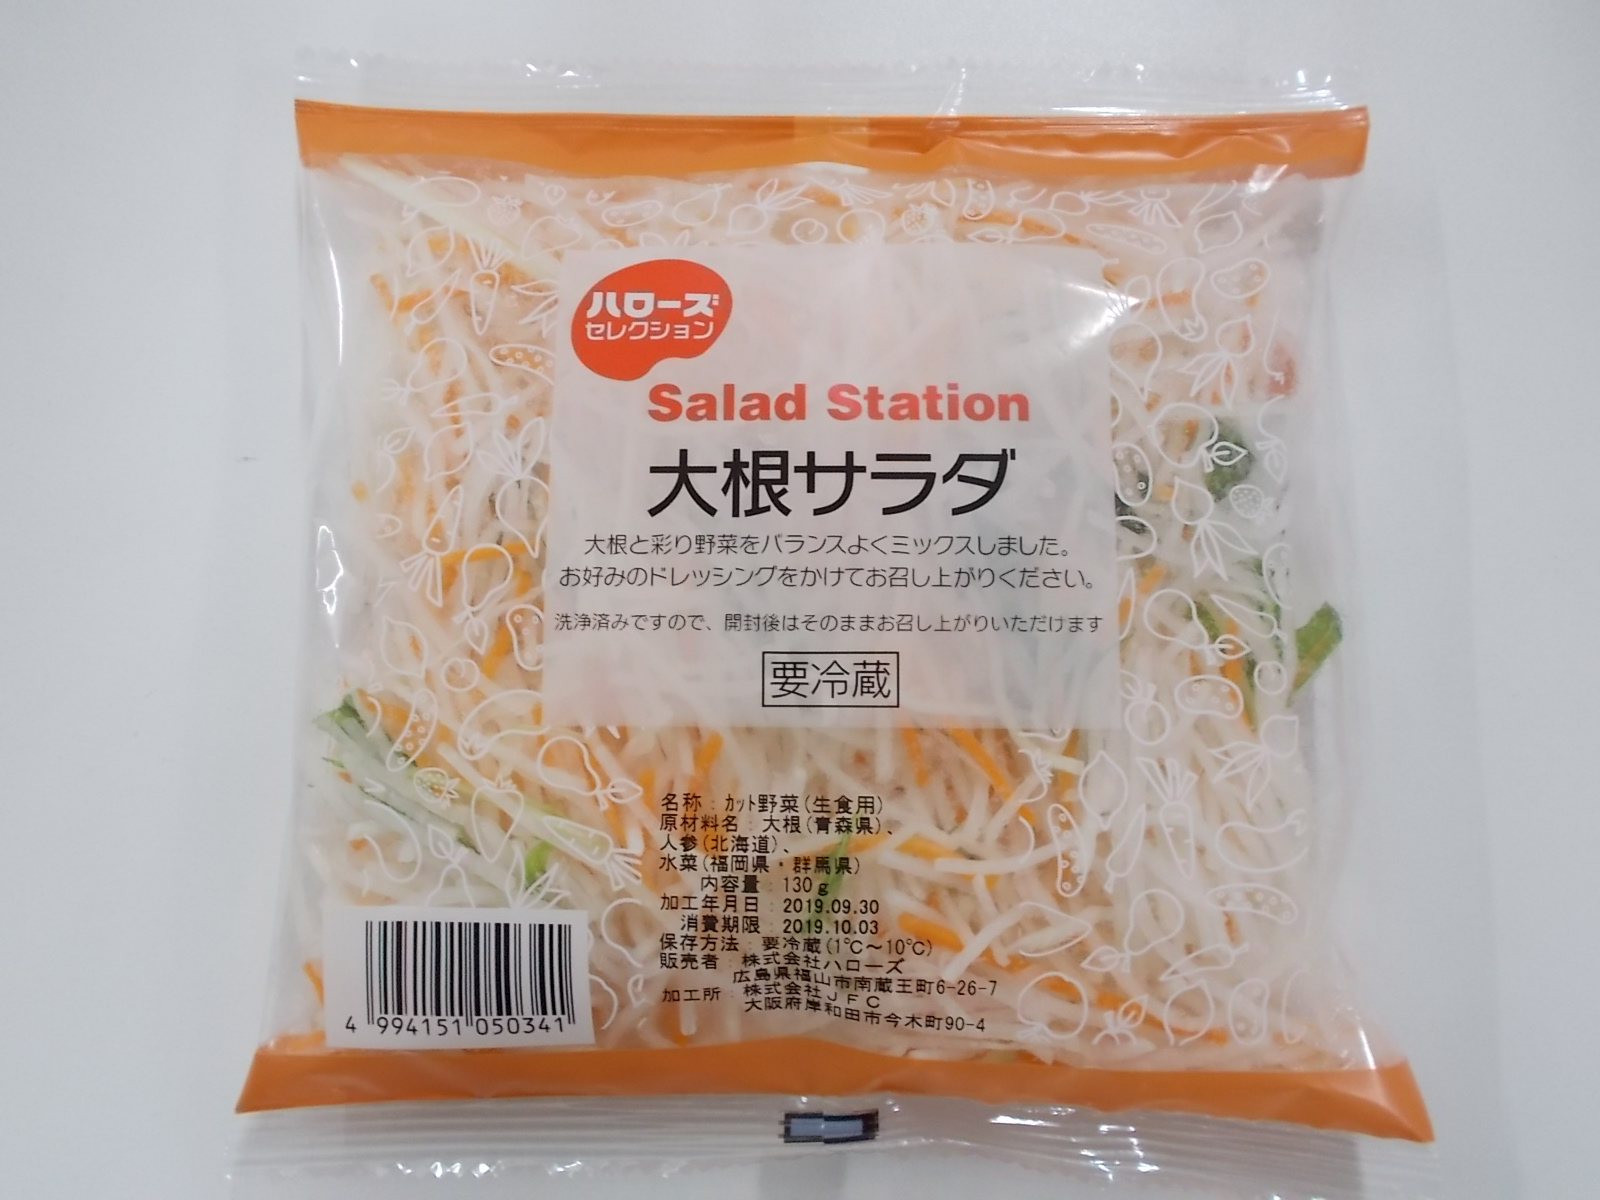 ハローズ
セレクション
Salad Station
大根サラダ
大根と彩り野菜をバランスよくミックスしました。
お好みのドレッシングをかけてお召し上がりください。
洗浄済みですので、開封後はそのままお召し上がりいただけます
要冷蔵
名称：カット野菜(生食用)
原材料名：大根(青森県)、
人参(北海道)、
水菜(福岡県・群馬県)
内容量：130g
加工年月日：2019.09.30
消費期限：2019.10.03
保存方法：要冷蔵(1℃～10℃)
販売者：株式会社ハローズ
広島県福山市南蔵王町6-26-7
加工所：株式会社JFC
大阪府岸和田市今木町90-4
4 994151 050341